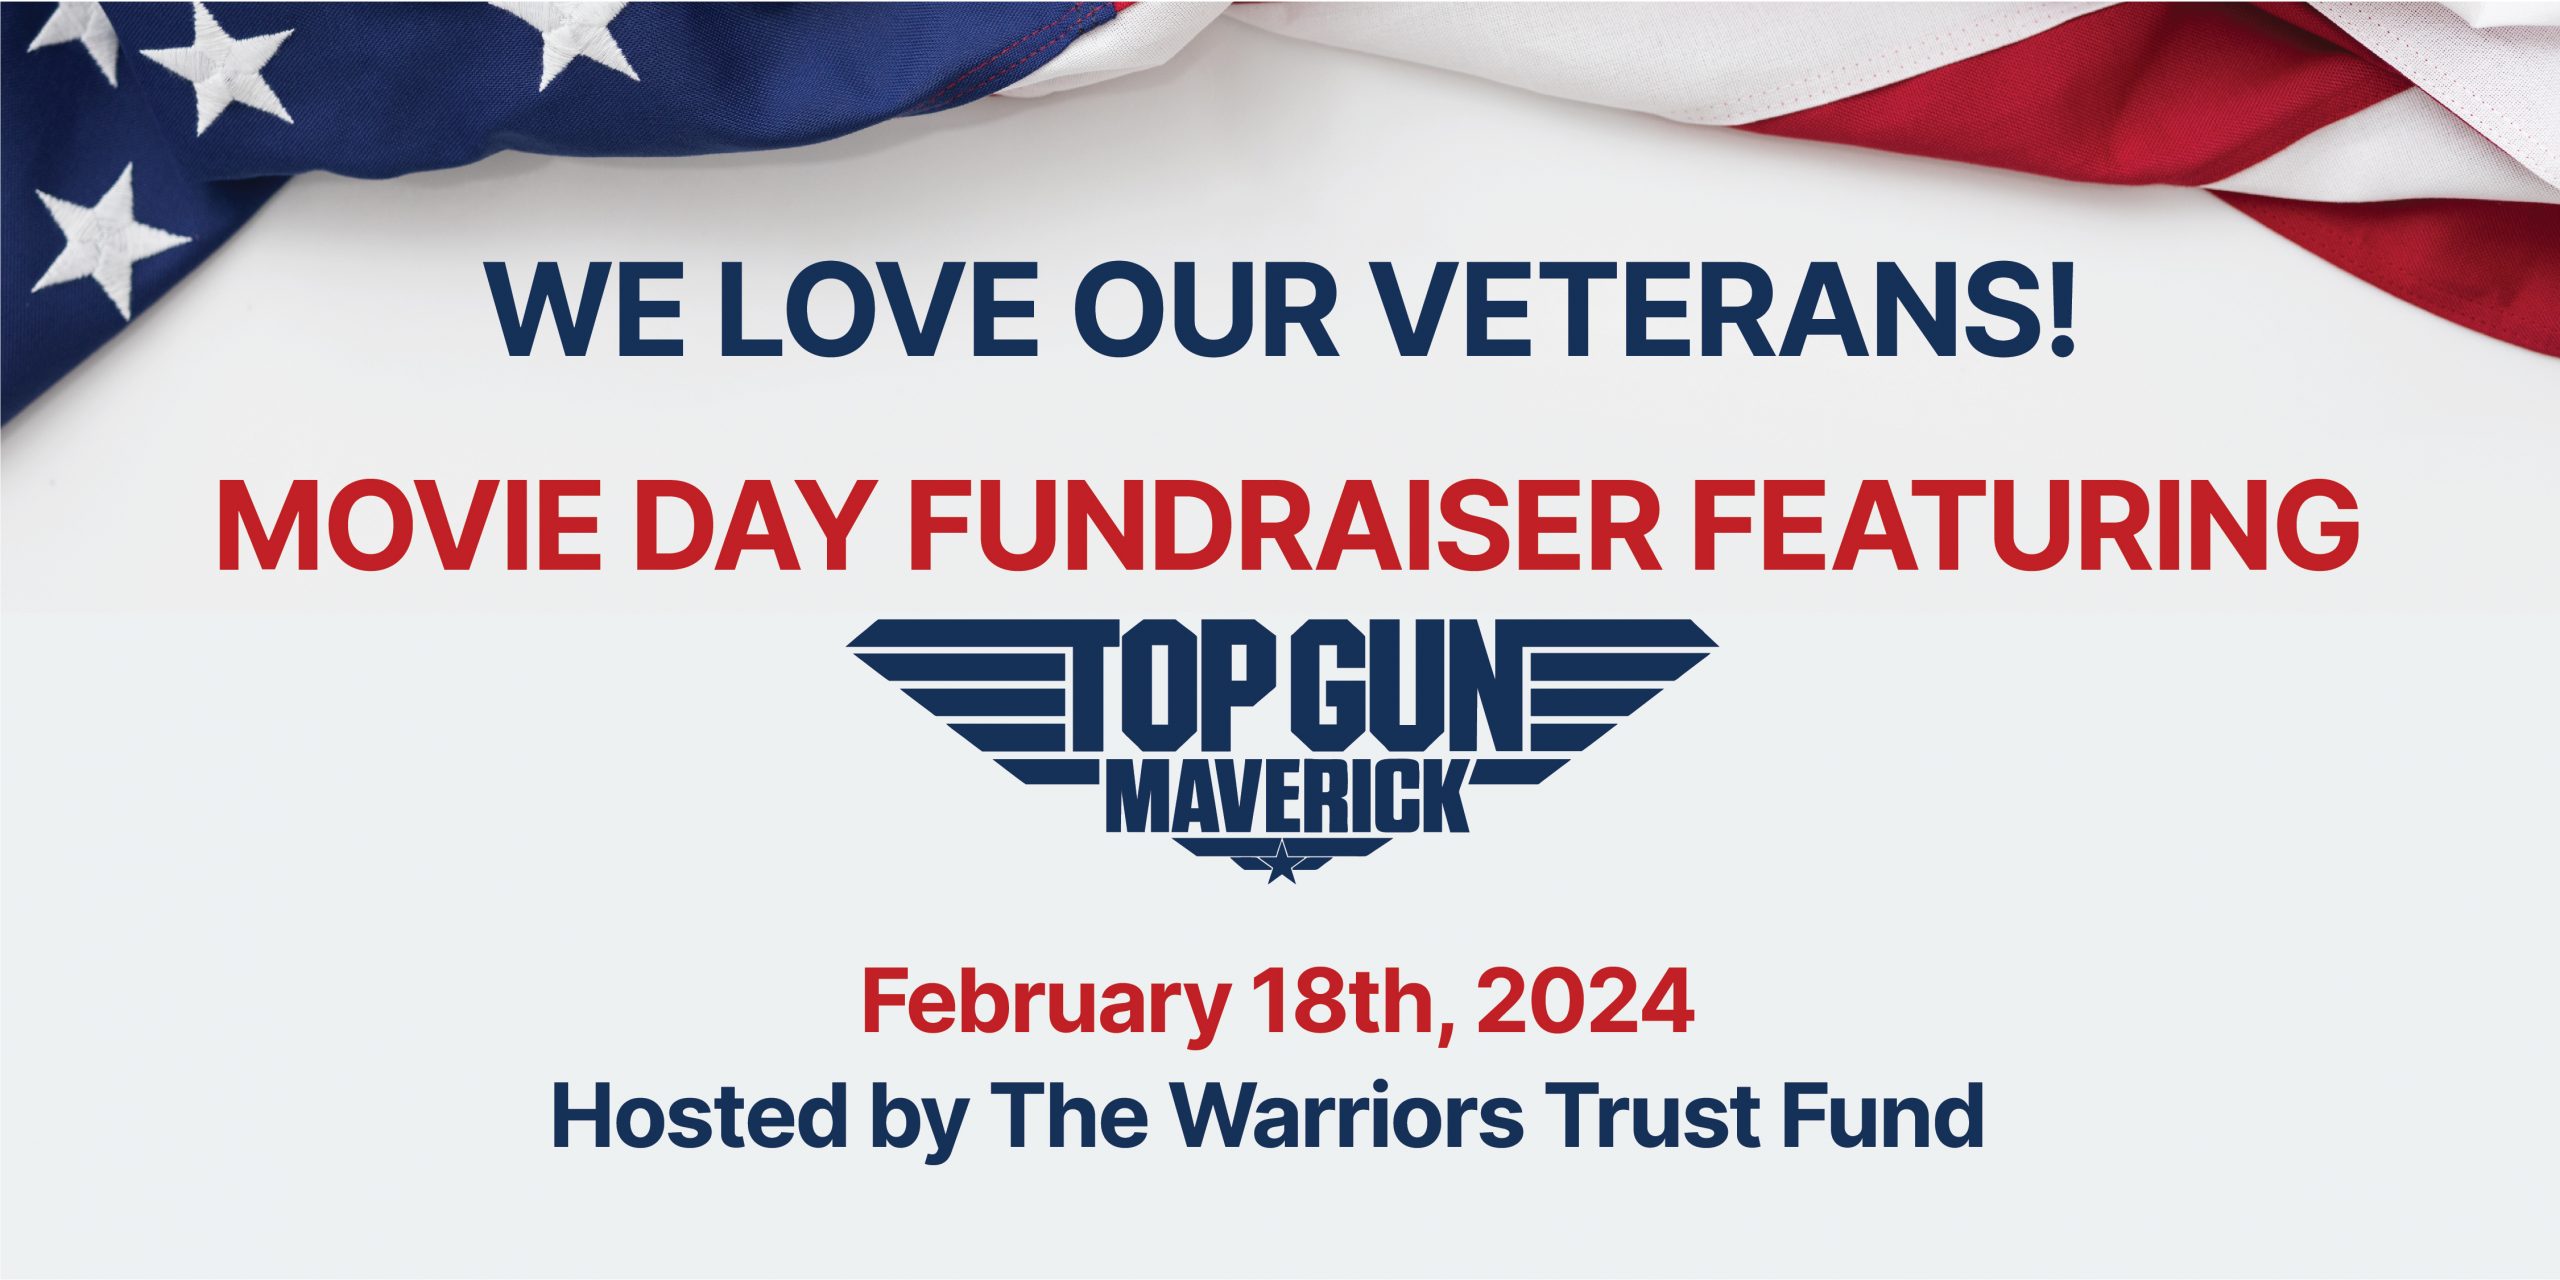 WE LOVE OUR VETERANS!
MOVIE DAY FUNDRAISER FEATURING
TOP GUN
MAVERICK
February 18th, 2024
Hosted by The Warriors Trust Fund